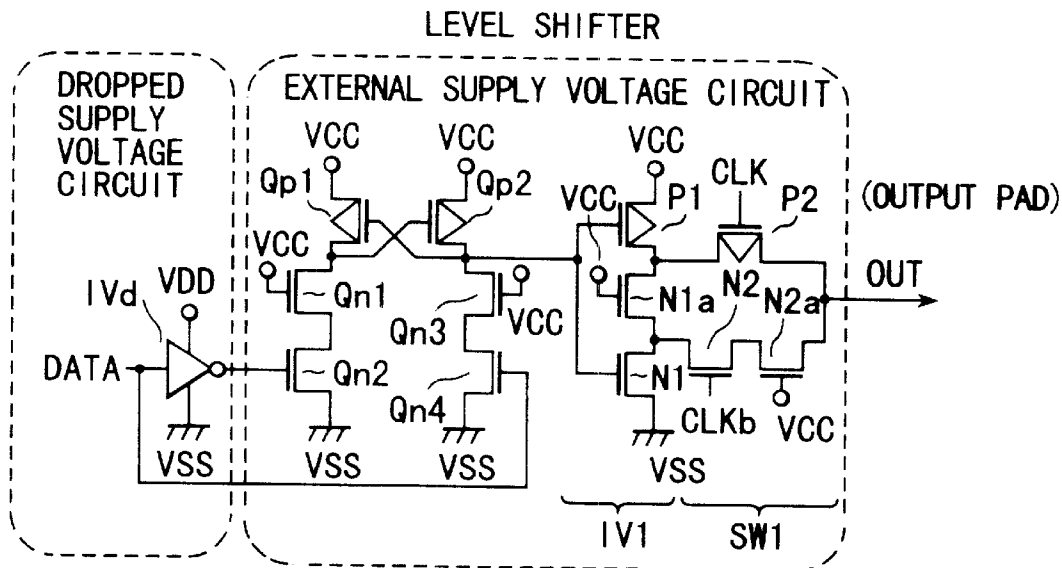 LEVEL SHIFTER
DROPPED
SUPPLY
VOLTAGE
CIRCUIT
EXTERNAL SUPPLY VOLTAGE CIRCUIT
VCC
VCC
VCC
CLK
Qp1
Qp2
VCC
P1
P2
(OUTPUT PAD)
VCC
VDD
IVd
Qn1
Qn3
VCC
N1a
N2
N2a
OUT
DATA
Qn2
Qn4
N1
CLKb
VCC
VSS
VSS
VSS
VSS
IV1
SW1